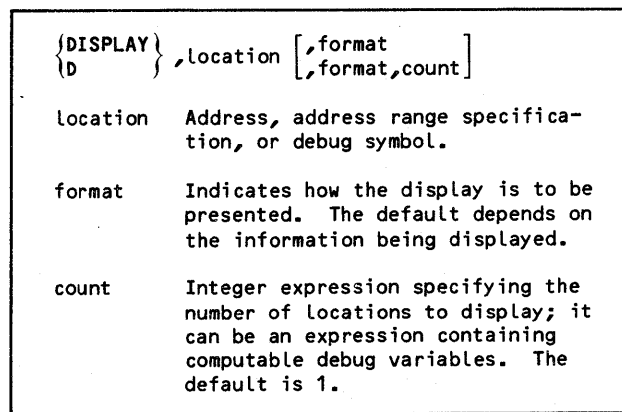 {DISPLAY} ,location [,format
{D      }           [,format,count]
location Address, address range specifica-
tion, or debug symbol.
format Indicates how the display is to be
presented. The default depends on
the information being displayed.
count Integer expression specifying the
number of locations to display; it
can be an expression containing
computable debug variables. The
default is 1.